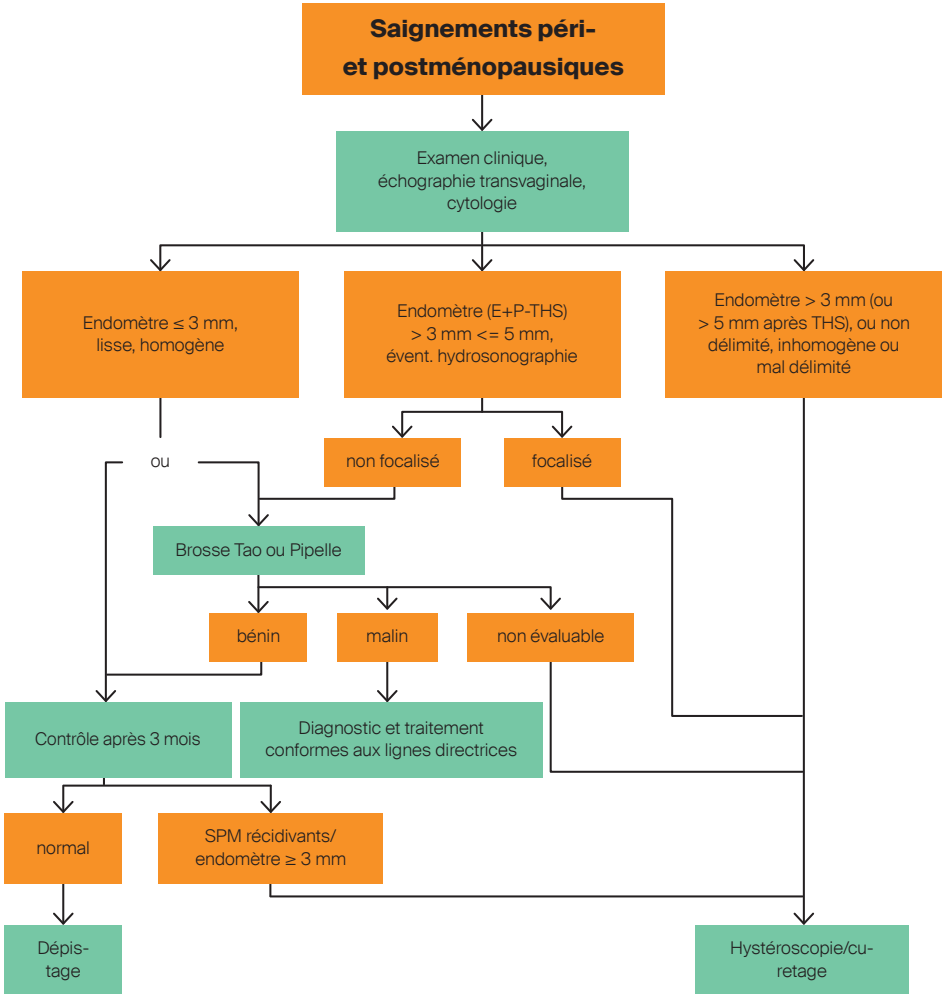 Saignements péri-
et postménopausiques
Examen clinique,
échographie transvaginale,
cytologie
Endomètre ≤ 3 mm,
lisse, homogène
Endomètre (E+P-THS)
> 3 mm <= 5 mm,
évent. hydrosonographie
Endomètre > 3 mm (ou
> 5 mm après THS), ou non
délimité, inhomogène ou
mal délimité
ou
non focalisé
focalisé
Brosse Tao ou Pipelle
bénin
malin
non évaluable
Contrôle après 3 mois
Diagnostic et traitement
conformes aux lignes directrices
normal
SPM récidivants/
endomètre ≥ 3 mm
Dépis-
tage
Hystéroscopie/cu-
retage